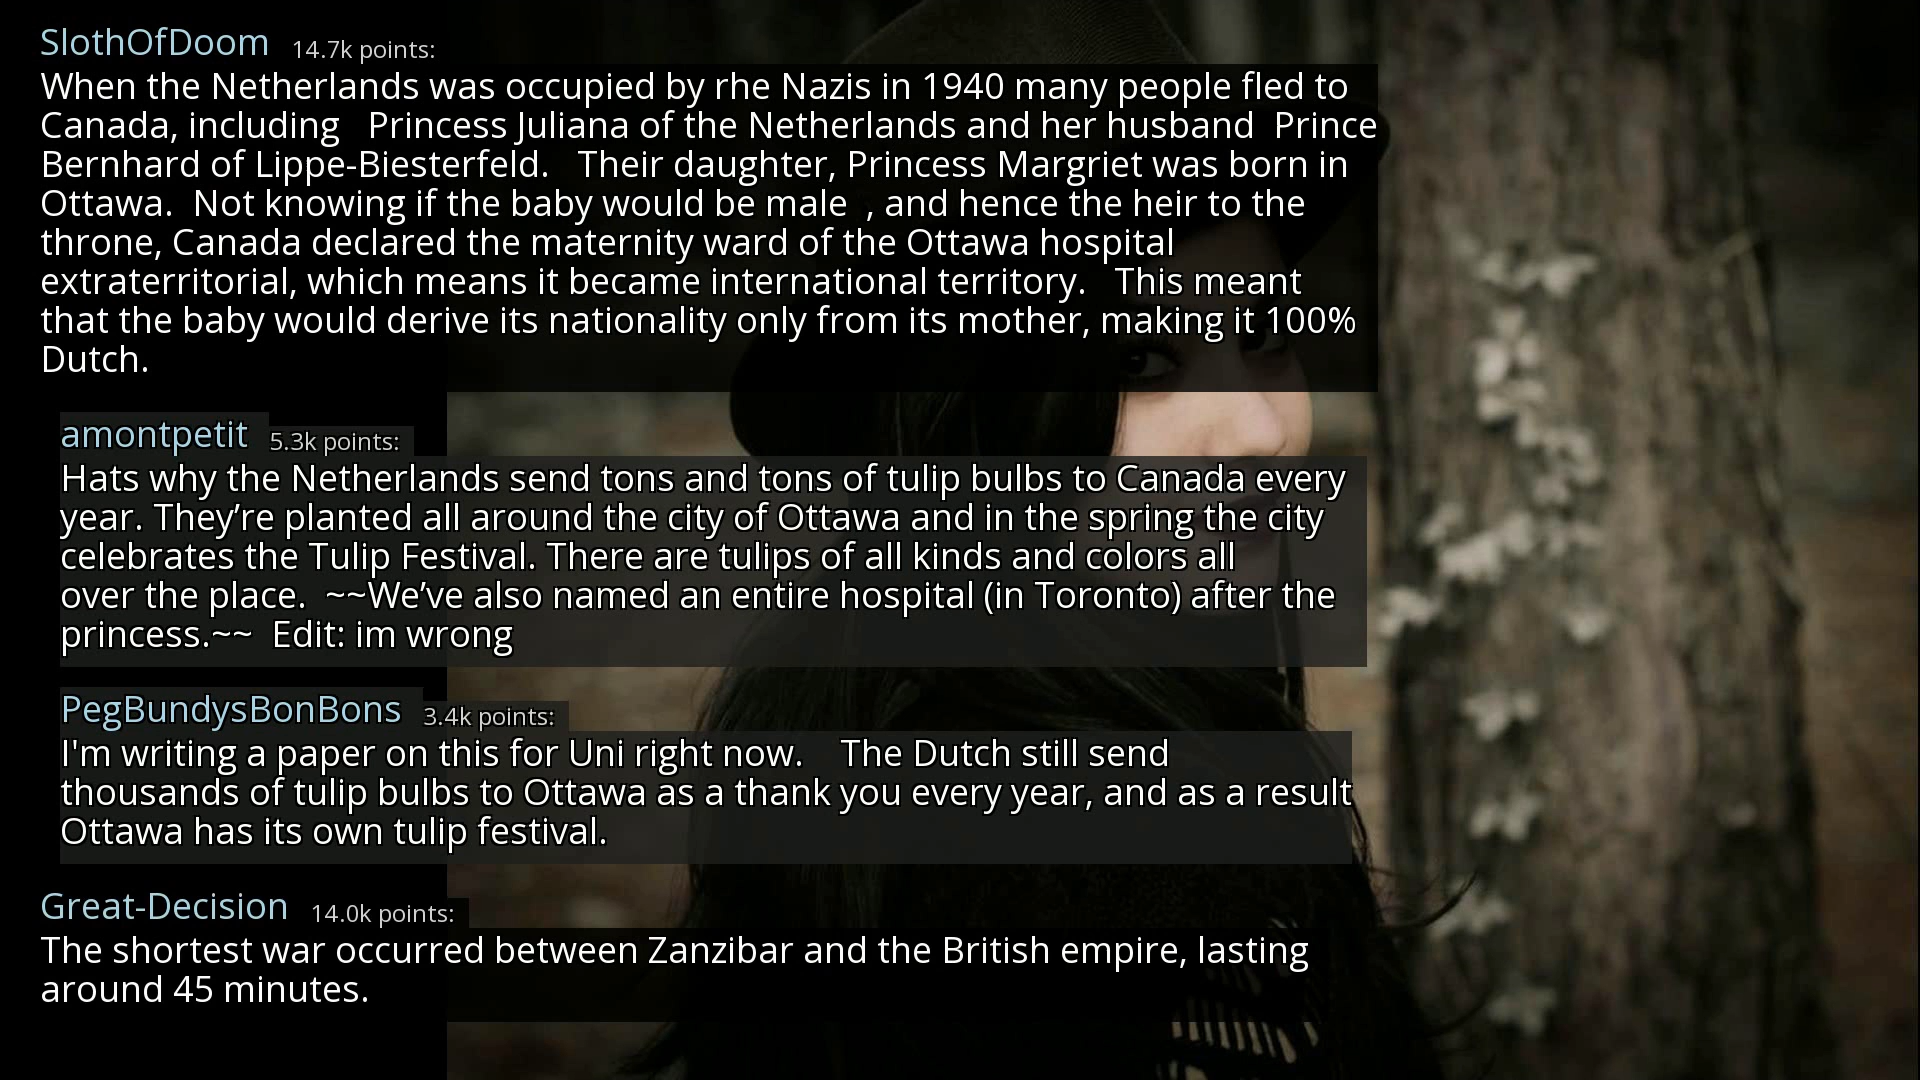 SlothOfDoom 14.7k points:
When the Netherlands was occupied by rhe Nazis in 1940 many people fled to
Canada, including   Princess Juliana of the Netherlands and her husband  Prince
Bernhard of Lippe-Biesterfeld.   Their daughter, Princess Margriet was born in
Ottawa.  Not knowing if the baby would be male  , and hence the heir to the
throne, Canada declared the maternity ward of the Ottawa hospital
extraterritorial, which means it became international territory.   This meant
that the baby would derive its nationality only from its mother, making it 100%
Dutch.
amontpetit 5.3k points:
Hats why the Netherlands send tons and tons of tulip bulbs to Canada every
year. They’re planted all around the city of Ottawa and in the spring the city
celebrates the Tulip Festival. There are tulips of all kinds and colors all
over the place.  ~~We’ve also named an entire hospital (in Toronto) after the
princess.~~  Edit: im wrong
PegBundysBonBons 3.4k points:
I'm writing a paper on this for Uni right now.    The Dutch still send
thousands of tulip bulbs to Ottawa as a thank you every year, and as a result
Ottawa has its own tulip festival.
Great-Decision 14.0k points:
The shortest war occurred between Zanzibar and the British empire, lasting
around 45 minutes.